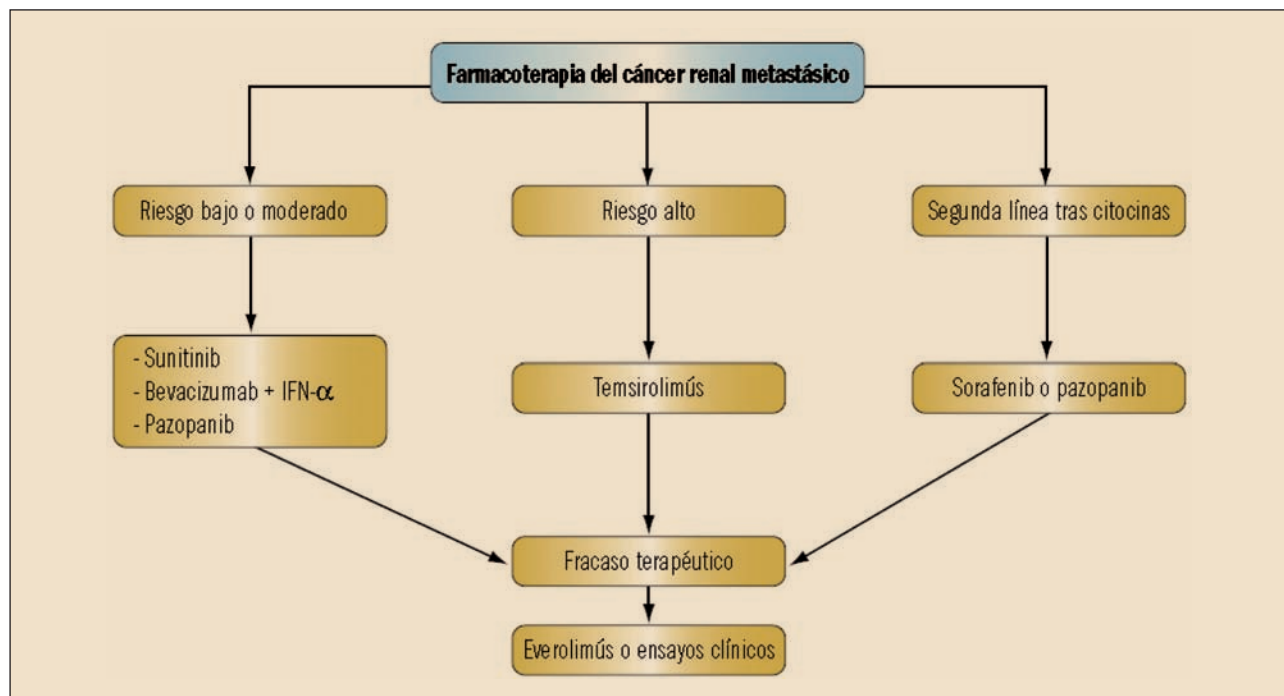 Farmacoterapia del cáncer renal metastásico
Riesgo bajo o moderado
Riesgo alto
Segunda línea tras citocinas
- Sunitinib
- Bevacizumab + IFN-α
- Pazopanib
Temsirolimús
Sorafenib o pazopanib
Fracaso terapéutico
Everolimús o ensayos clínicos